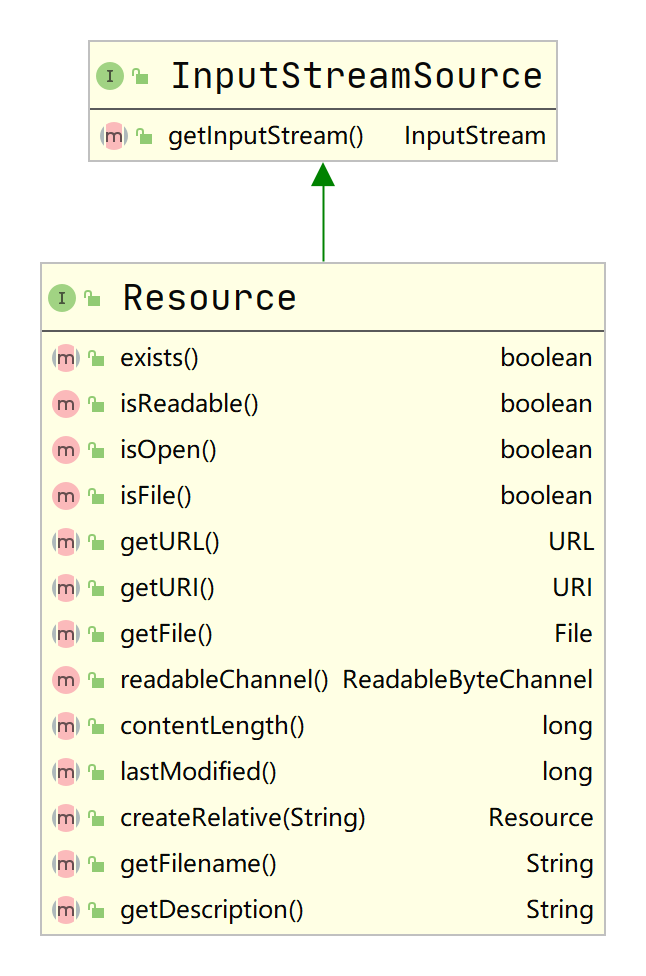 I InputStreamSource
m getInputStream() InputStream
I Resource
m exists() boolean
m isReadable() boolean
m isOpen() boolean
m isFile() boolean
m getURL() URL
m getURI() URI
m getFile() File
m readableChannel() ReadableByteChannel
m contentLength() long
m lastModified() long
m createRelative(String) Resource
m getFilename() String
m getDescription() String